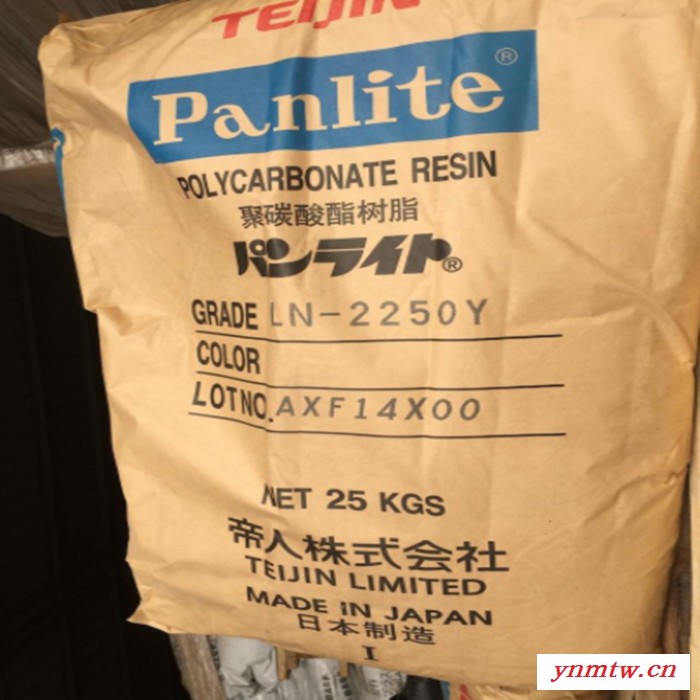 TEIJIN
Panlite®
POLYCARBONATE RESIN
聚碳酸酯树脂
パンライト®
GRADE LN-2250Y
COLOR
LOT NO. AXF14X00
NET 25 KGS
帝人株式会社
TEIJIN LIMITED
MADE IN JAPAN
日本制造
I
ynmtw.cn